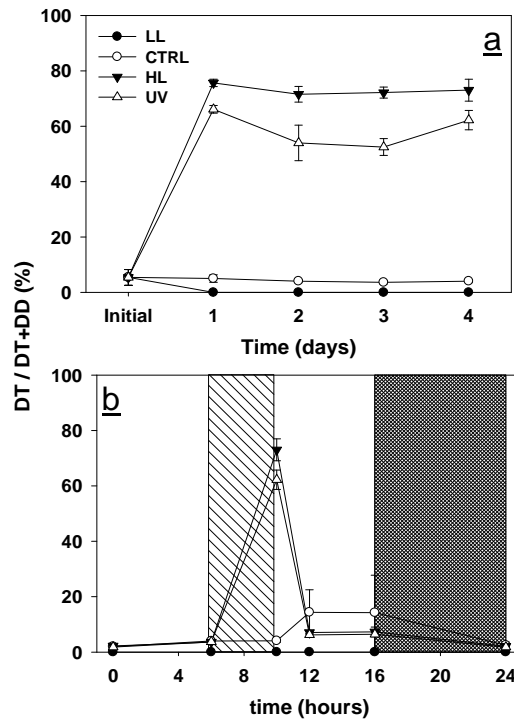 100
80
60
40
20
0
LL
CTRL
HL
UV
a
Initial 1 2 3 4
Time (days)
DT / DT+DD (%)
100
80
60
40
20
0
b
0 4 8 12 16 20 24
time (hours)